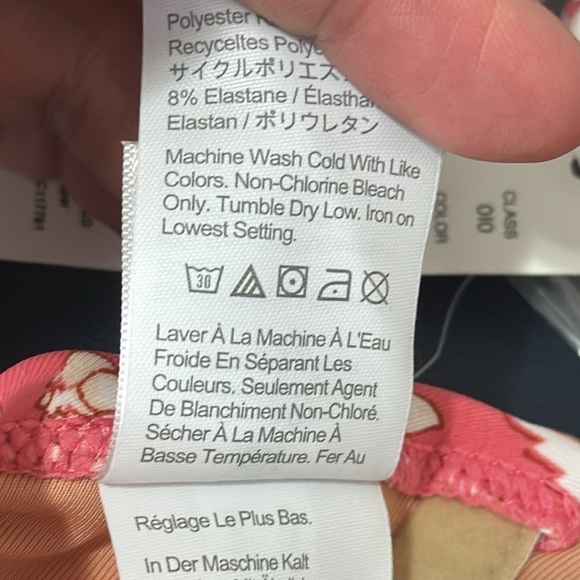 Polyester
Recyceltes
サイクルポリエス
8% Elastane /
Elastan / ポリウレタン
Machine Wash Cold With Like
Colors. Non-Chlorine Bleach
Only. Tumble Dry Low. Iron on
Lowest Setting.
30
Laver À La Machine À L'Eau
Froide En Séparant Les
Couleurs. Seulement Agent
De Blanchiment Non-Chloré.
Sécher À La Machine À
Basse Température. Fer Au
Réglage Le Plus Bas.
In Der Maschine Kalt
CLASS
010
COLOR